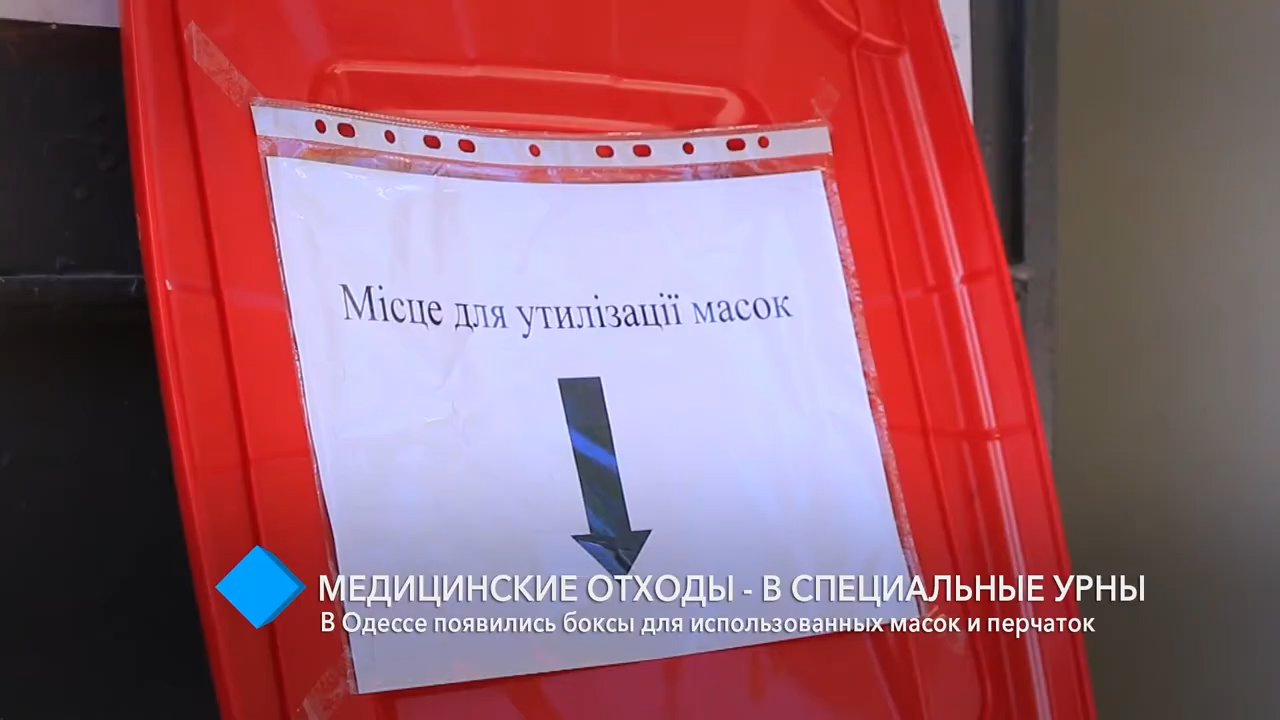 Місце для утилізації масок
МЕДИЦИНСКИЕ ОТХОДЫ - В СПЕЦИАЛЬНЫЕ УРНЫ
В Одессе появились боксы для использованных масок и перчаток